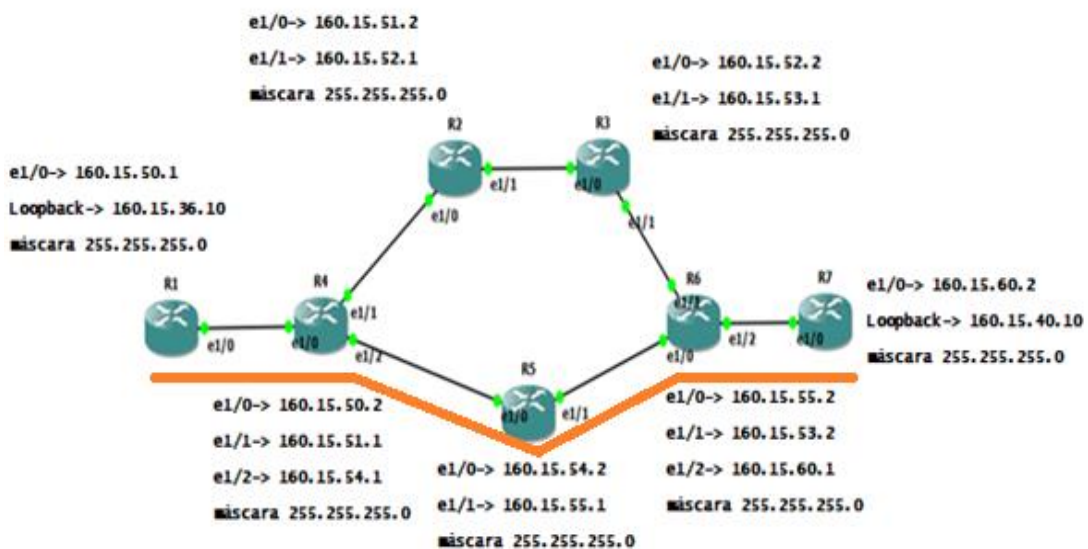 e1/0-> 160.15.51.2
e1/1-> 160.15.52.1
máscara 255.255.255.0
e1/0-> 160.15.52.2
e1/1-> 160.15.53.1
máscara 255.255.255.0
R2
R3
e1/1
e1/0
e1/0
e1/1
e1/0-> 160.15.50.1
Loopback-> 160.15.36.10
máscara 255.255.255.0
R1
R4
R6
R7
e1/0
e1/0
e1/1
e1/2
e1/1
e1/2
e1/0
e1/0
e1/0-> 160.15.60.2
Loopback-> 160.15.40.10
máscara 255.255.255.0
R5
e1/0
e1/1
e1/0-> 160.15.50.2
e1/1-> 160.15.51.1
e1/2-> 160.15.54.1
máscara 255.255.255.0
e1/0-> 160.15.54.2
e1/1-> 160.15.55.1
máscara 255.255.255.0
e1/0-> 160.15.55.2
e1/1-> 160.15.53.2
e1/2-> 160.15.60.1
máscara 255.255.255.0